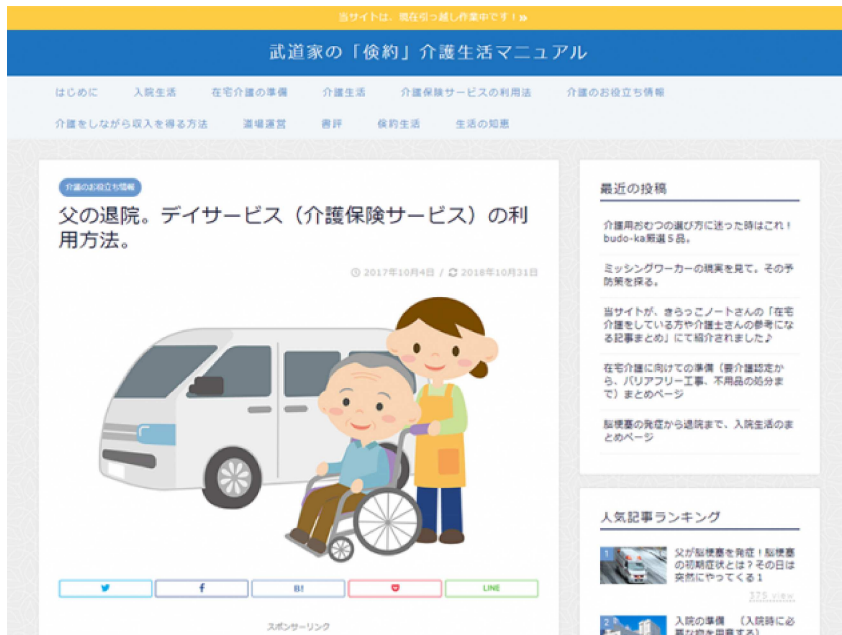 当サイトは、現在引っ越し作業中です！
武道家の「倹約」介護生活マニュアル
はじめに 入院生活 在宅介護の準備 介護生活 介護保険サービスの利用法 介護のお役立ち情報
介護をしながら収入を得る方法 道場運営 書評 倹約生活 生活の知恵
介護のお役立ち情報
父の退院。デイサービス（介護保険サービス）の利
用方法。
2017年10月4日 / 2018年10月31日
B!
LINE
スポンサーリンク
最近の投稿
介護用おむつの選び方に迷った時はこれ！
budo-ka厳選５品。
ミッシングワーカーの現実を見て。その予
防策を探る。
当サイトが、きらっこノートさんの「在宅
介護をしている方や介護士さんの参考にな
る記事まとめ」にて紹介されました♪
在宅介護に向けての準備（要介護認定か
ら、バリアフリー工事、不用品の処分ま
で）まとめページ
脳梗塞の発症から退院まで、入院生活のま
とめページ
人気記事ランキング
1
父が脳梗塞を発症！脳梗塞
の初期症状とは？その日は
突然にやってくる１
375 view
2
入院の準備 （入院時に必
要な物を用意する）